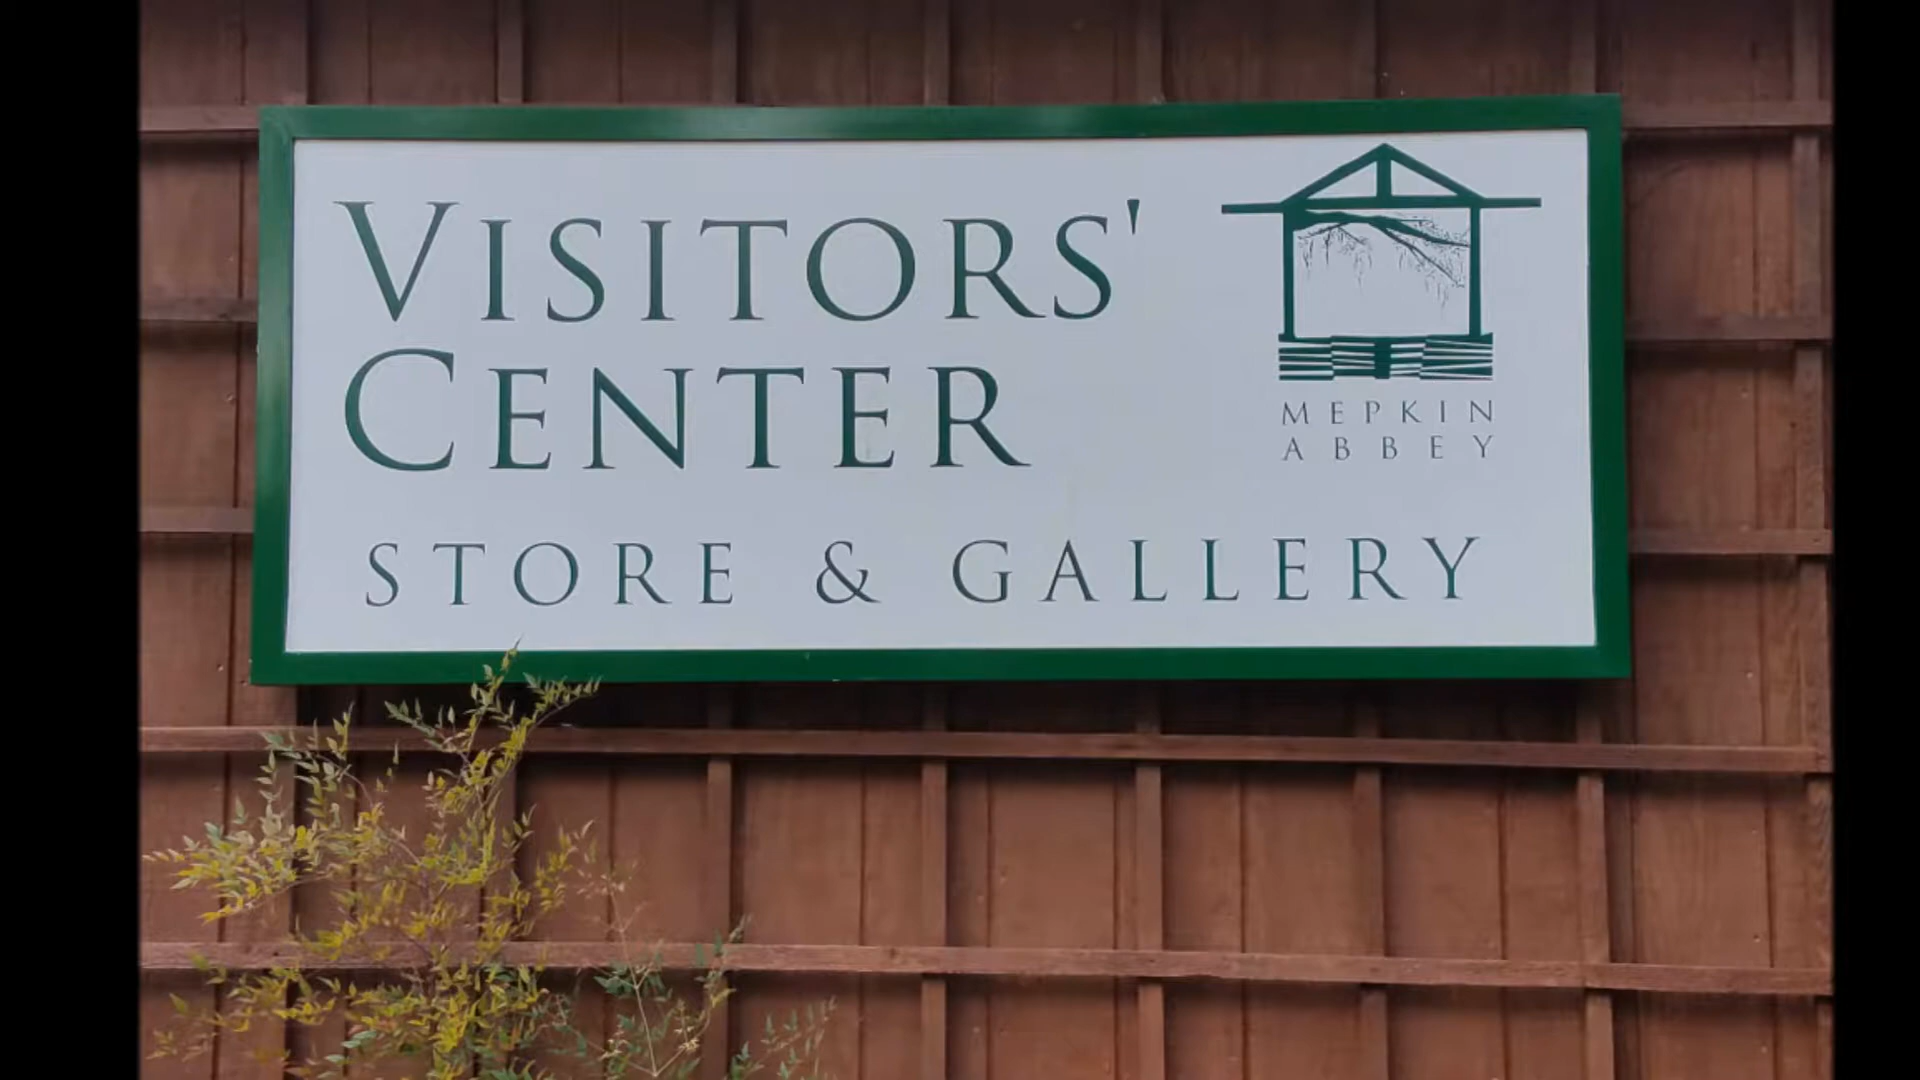 VISITORS'
CENTER
STORE & GALLERY
MEPKIN
ABBEY